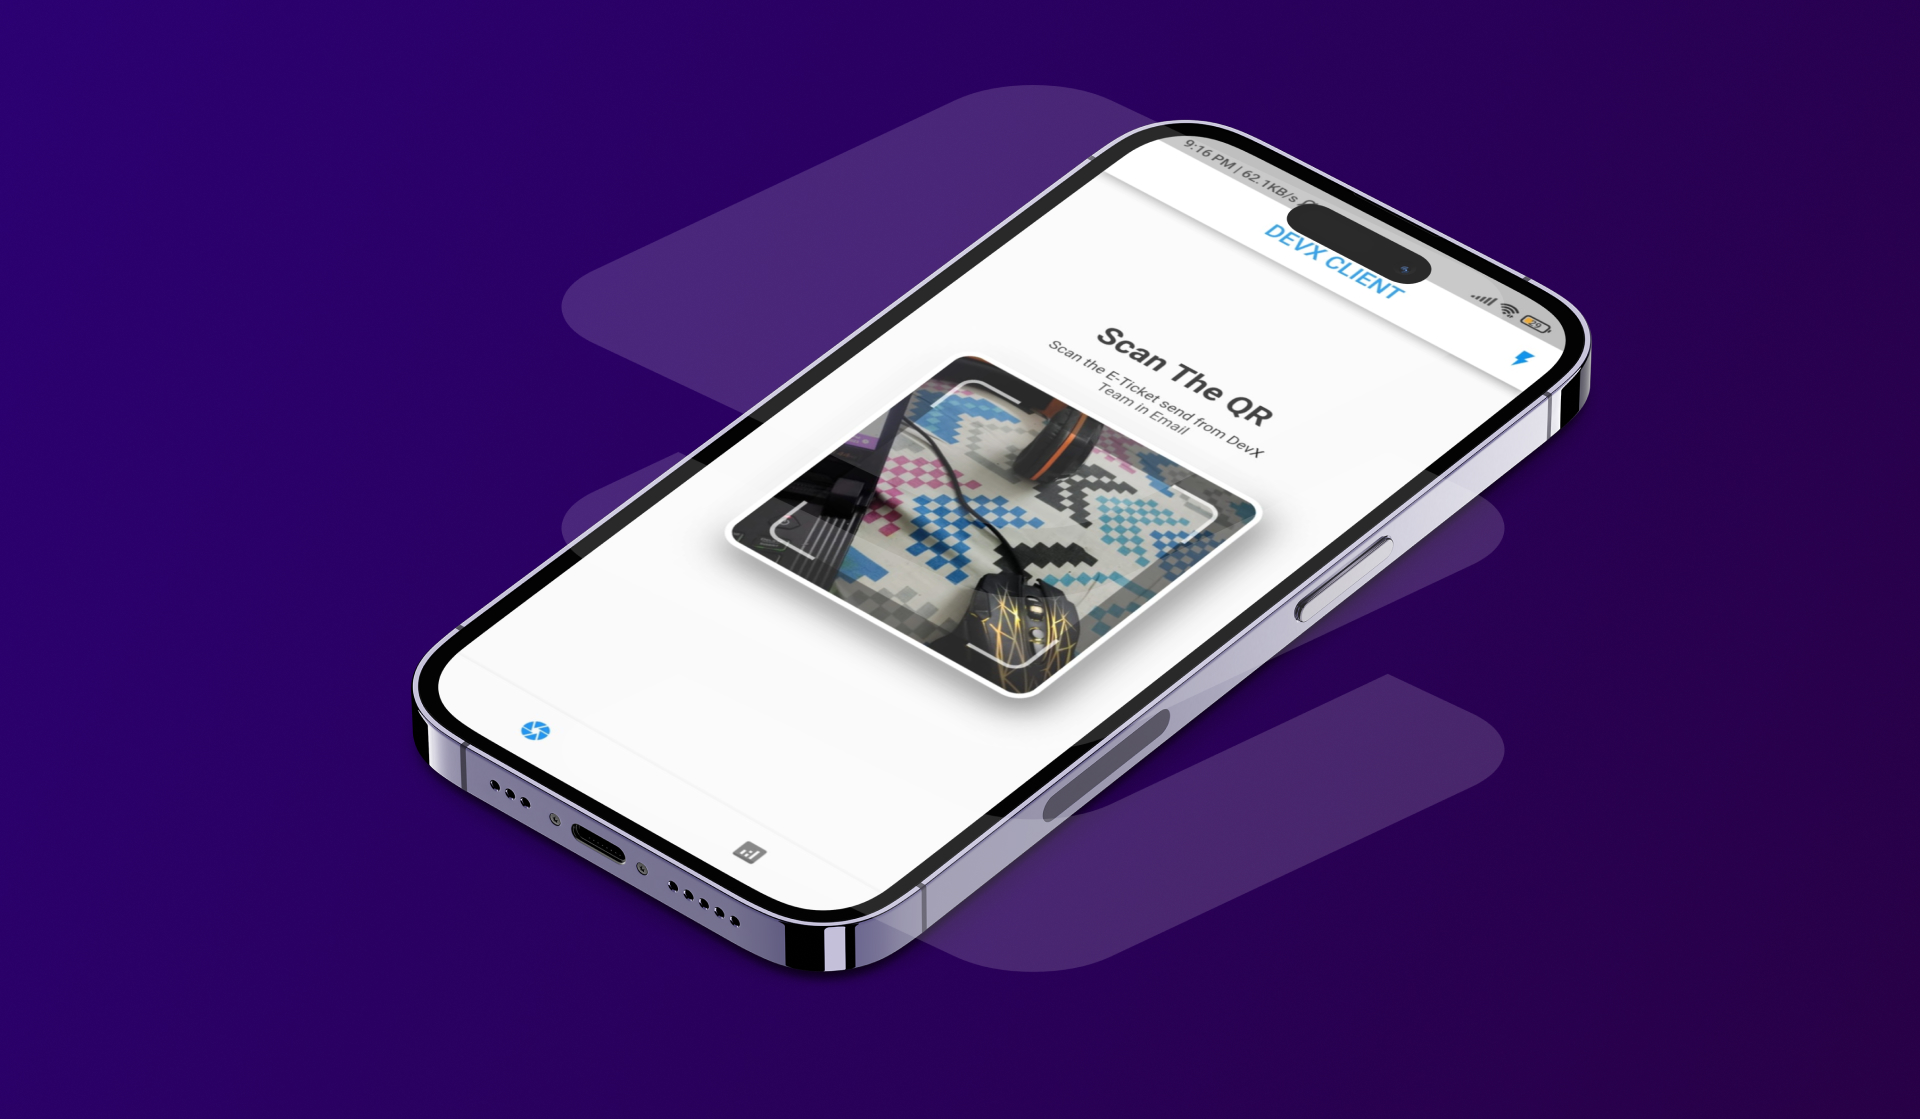 9:16 PM | 62.1KB/s
29
DEVX CLIENT
Scan The QR
Scan the E-Ticket send from DevX
Team in Email